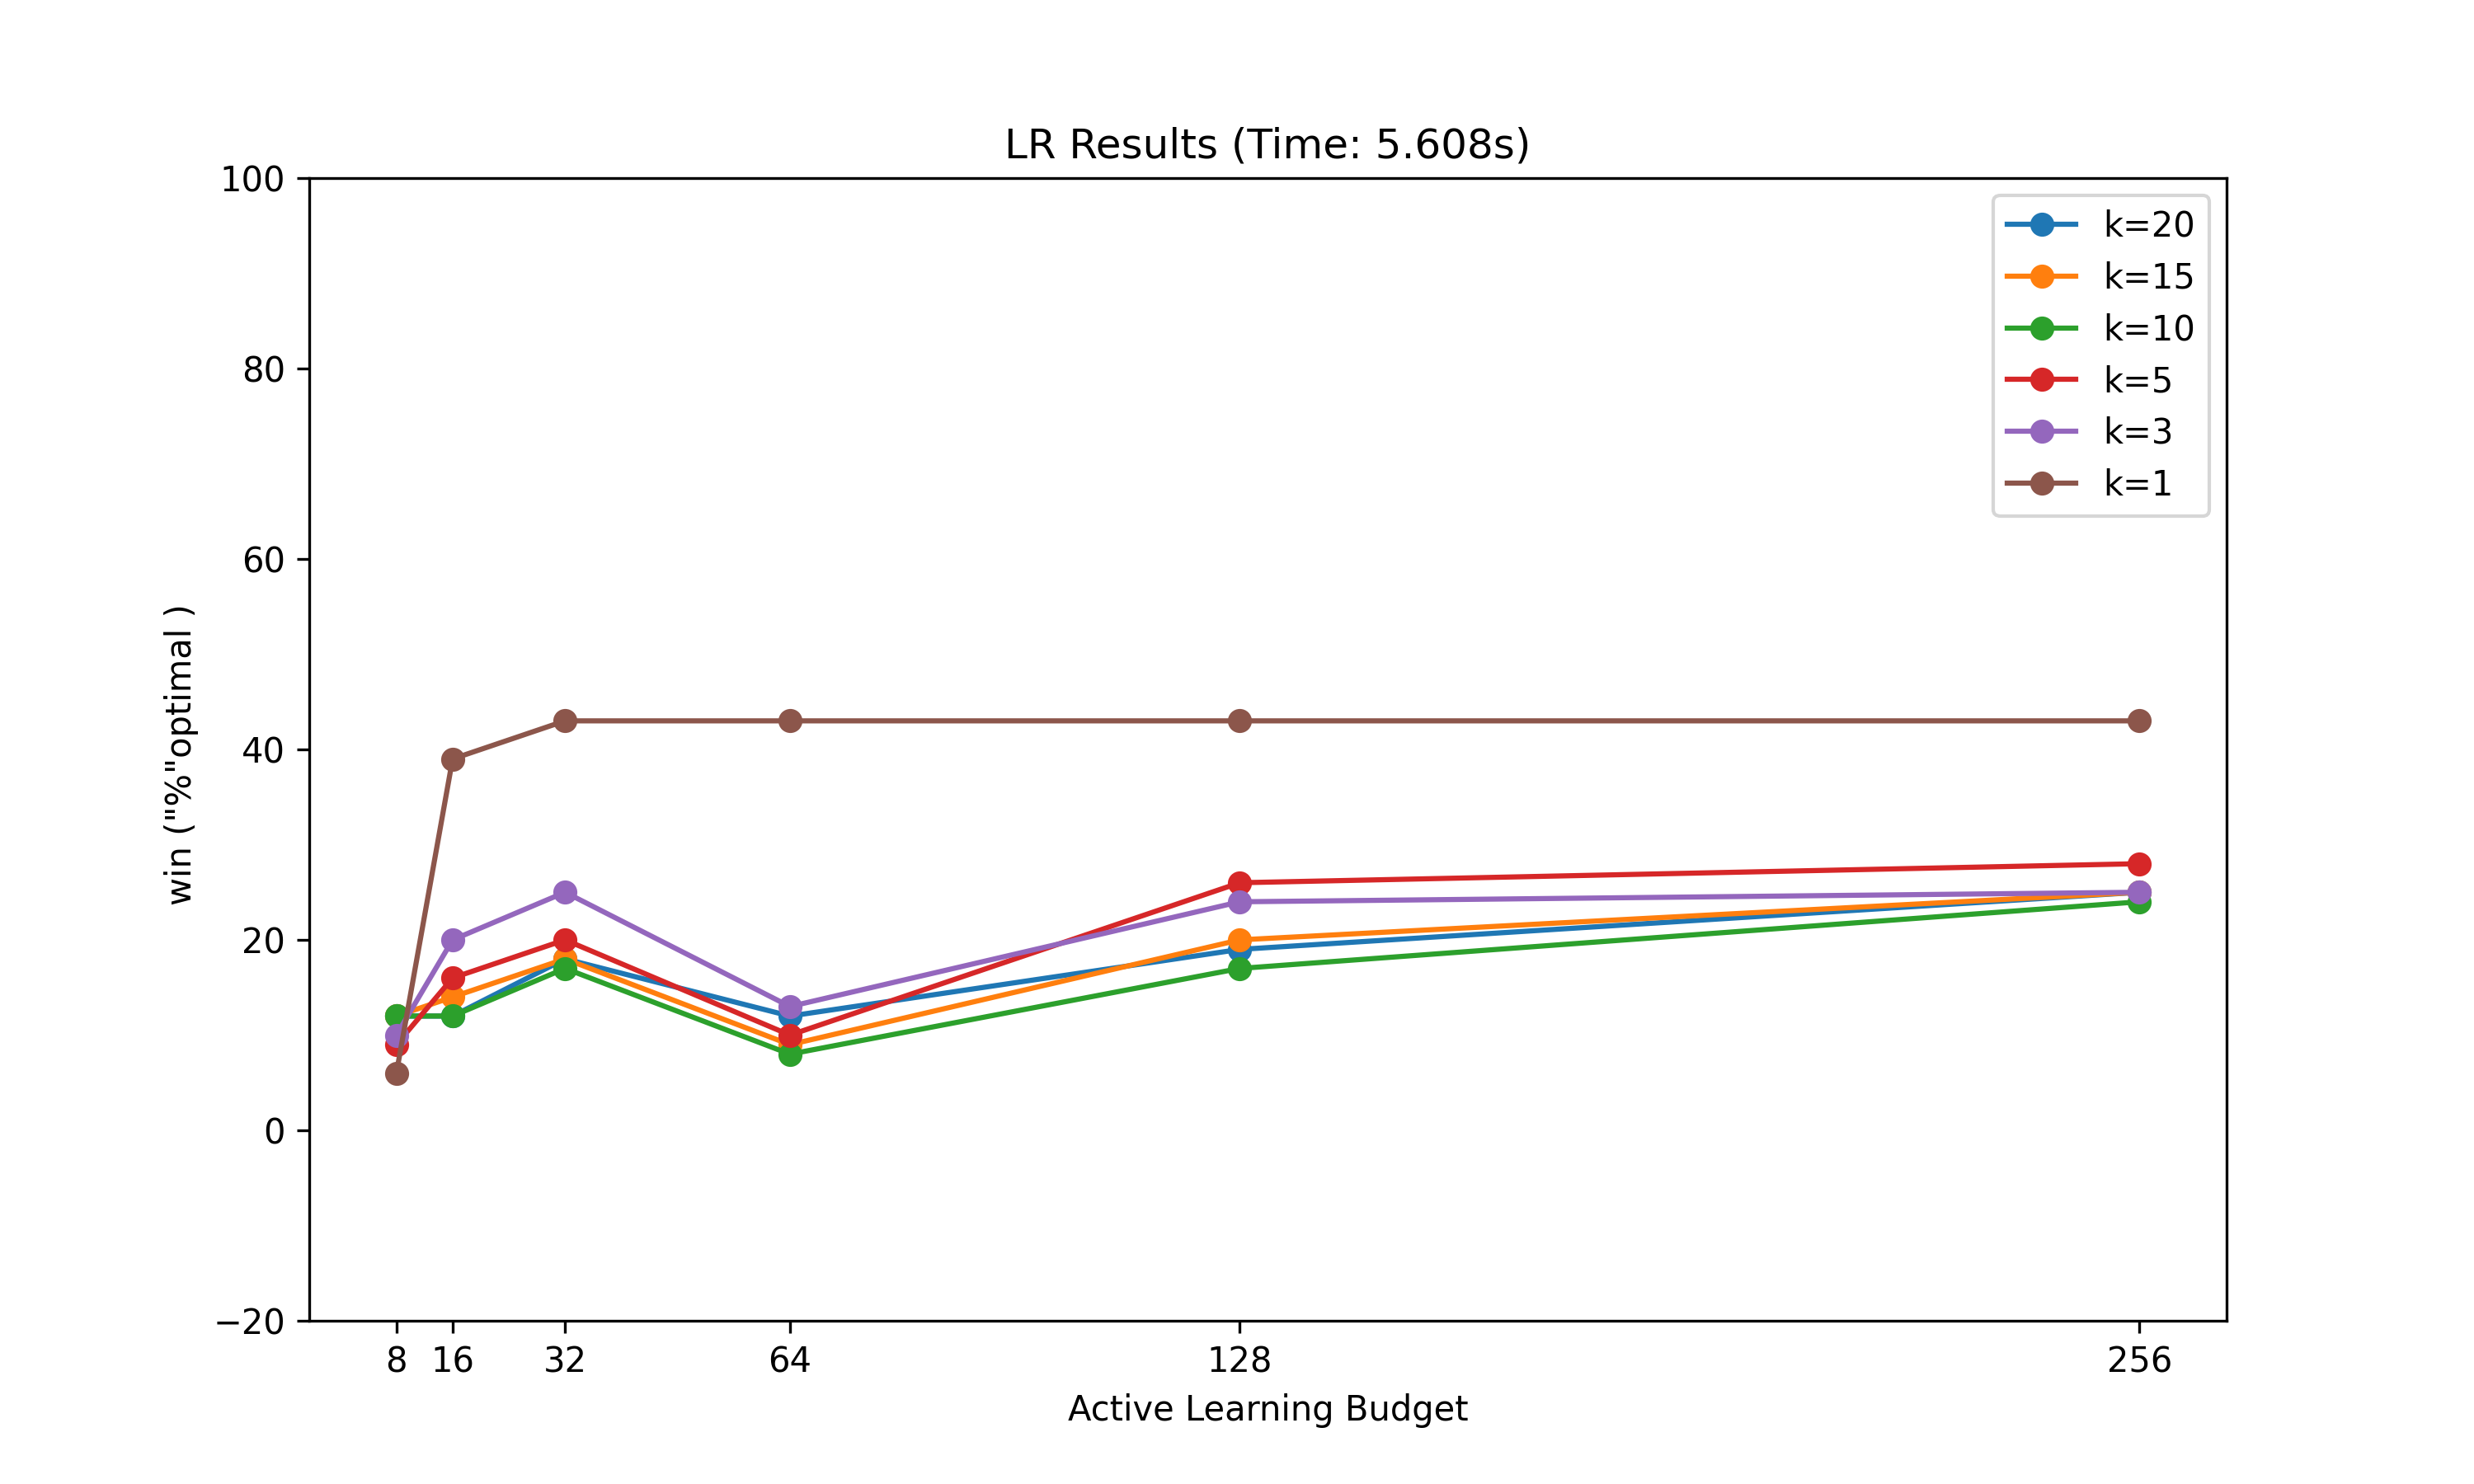 LR Results (Time: 5.608s)
100
80
60
40
20
0
−20
win ("%"optimal )
k=20
k=15
k=10
k=5
k=3
k=1
8 16 32 64 128 256
Active Learning Budget